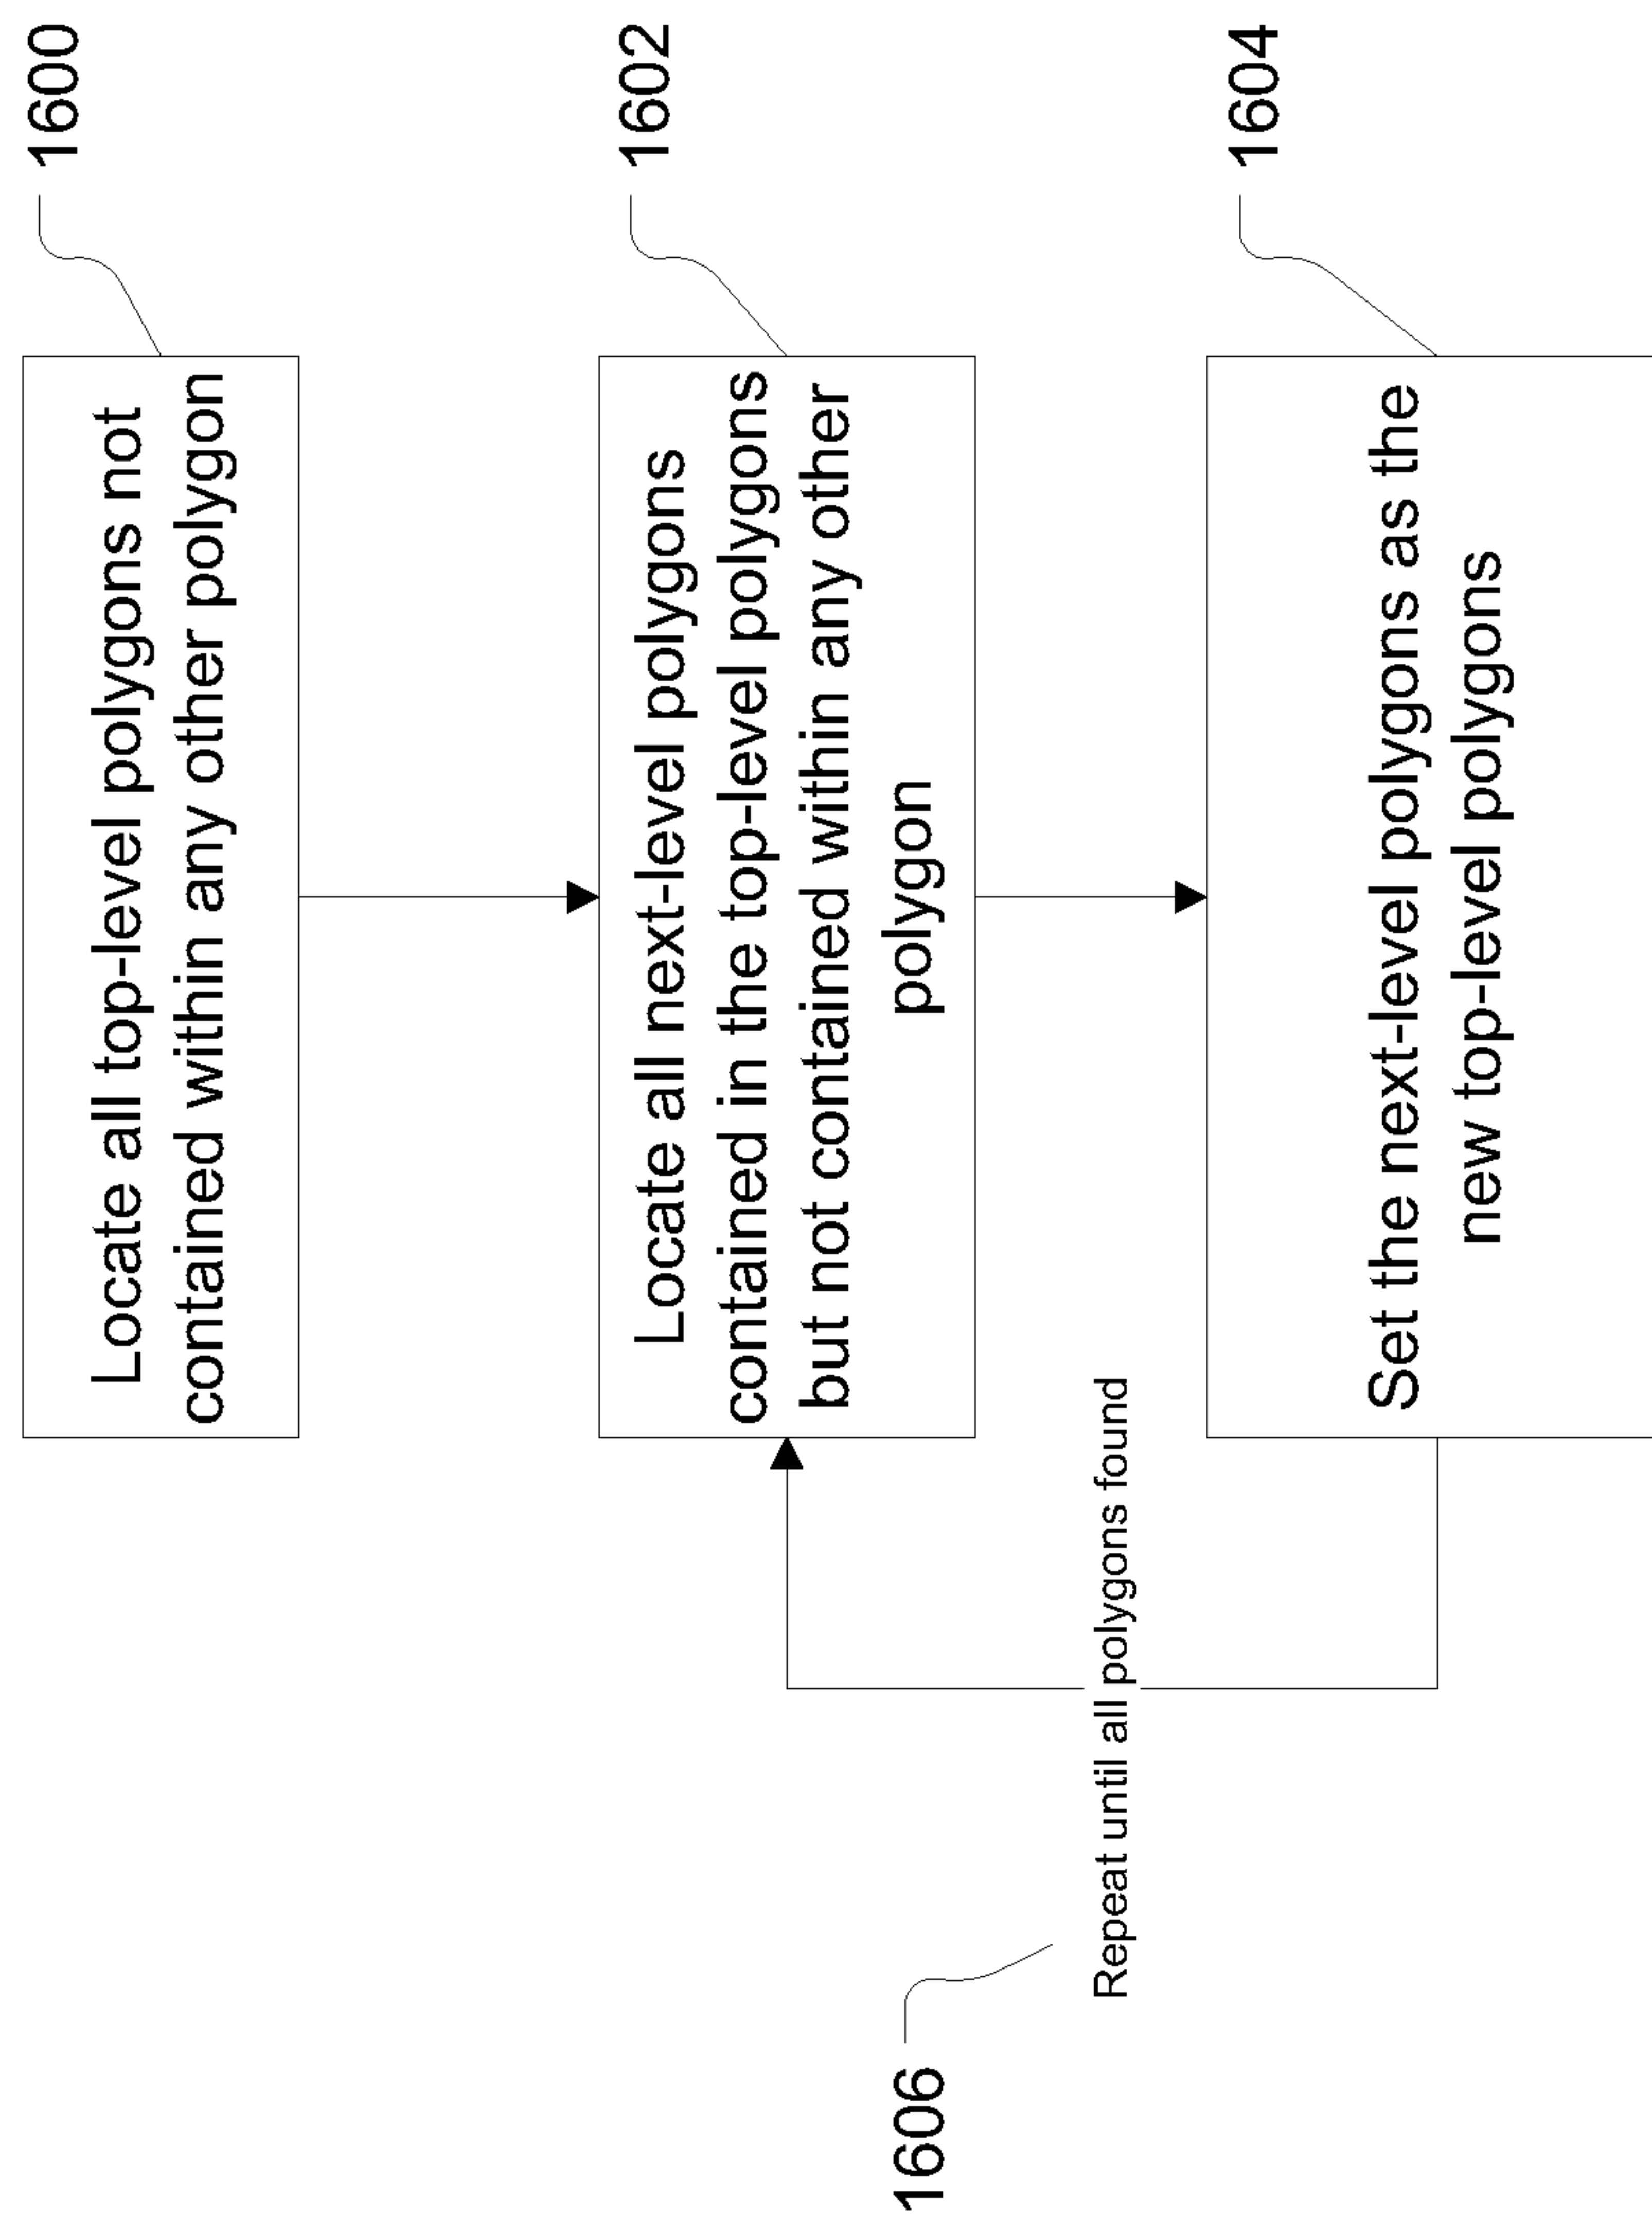 1600
Locate all top-level polygons not
contained within any other polygon
1602
Locate all next-level polygons
contained in the top-level polygons
but not contained within any other
polygon
1606
Repeat until all polygons found
1604
Set the next-level polygons as the
new top-level polygons